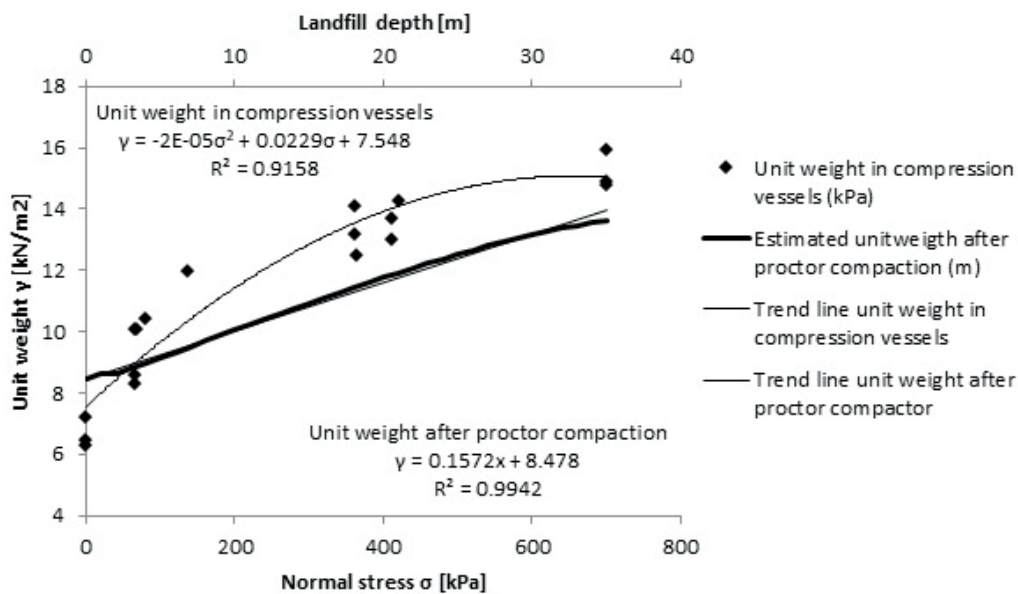 Landfill depth [m]
0 10 20 30 40
18
16
14
12
10
8
6
4
Unit weight γ [kN/m2]
Unit weight in compression vessels
γ = -2E-05σ² + 0.0229σ + 7.548
R² = 0.9158
Unit weight after proctor compaction
γ = 0.1572x + 8.478
R² = 0.9942
0 200 400 600 800
Normal stress σ [kPa]
Unit weight in compression
vessels (kPa)
Estimated unitweigth after
proctor compaction (m)
Trend line unit weight in
compression vessels
Trend line unit weight after
proctor compactor